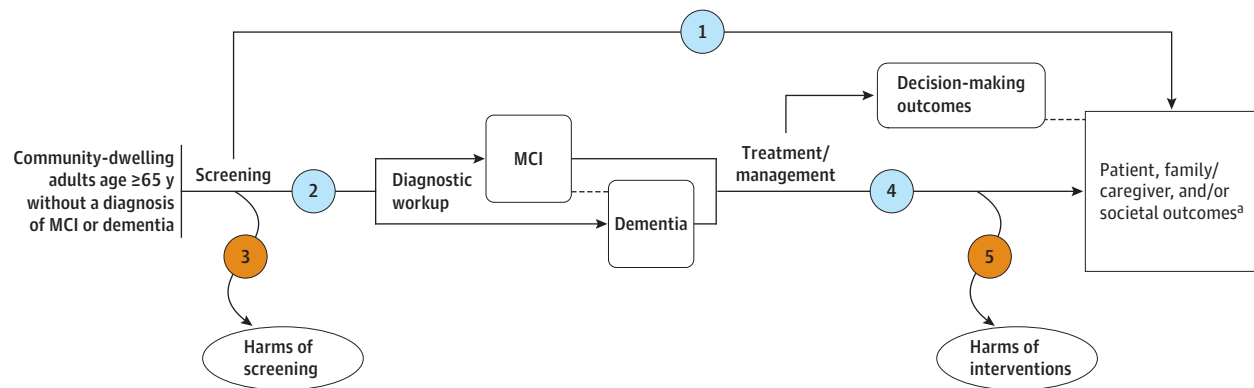 1
Community-dwelling
adults age ≥65 y
without a diagnosis
of MCI or dementia
Screening
2
Diagnostic
workup
MCI
Dementia
Treatment/
management
Decision-making
outcomes
4
Patient, family/
caregiver, and/or
societal outcomesᵃ
3
Harms of
screening
5
Harms of
interventions